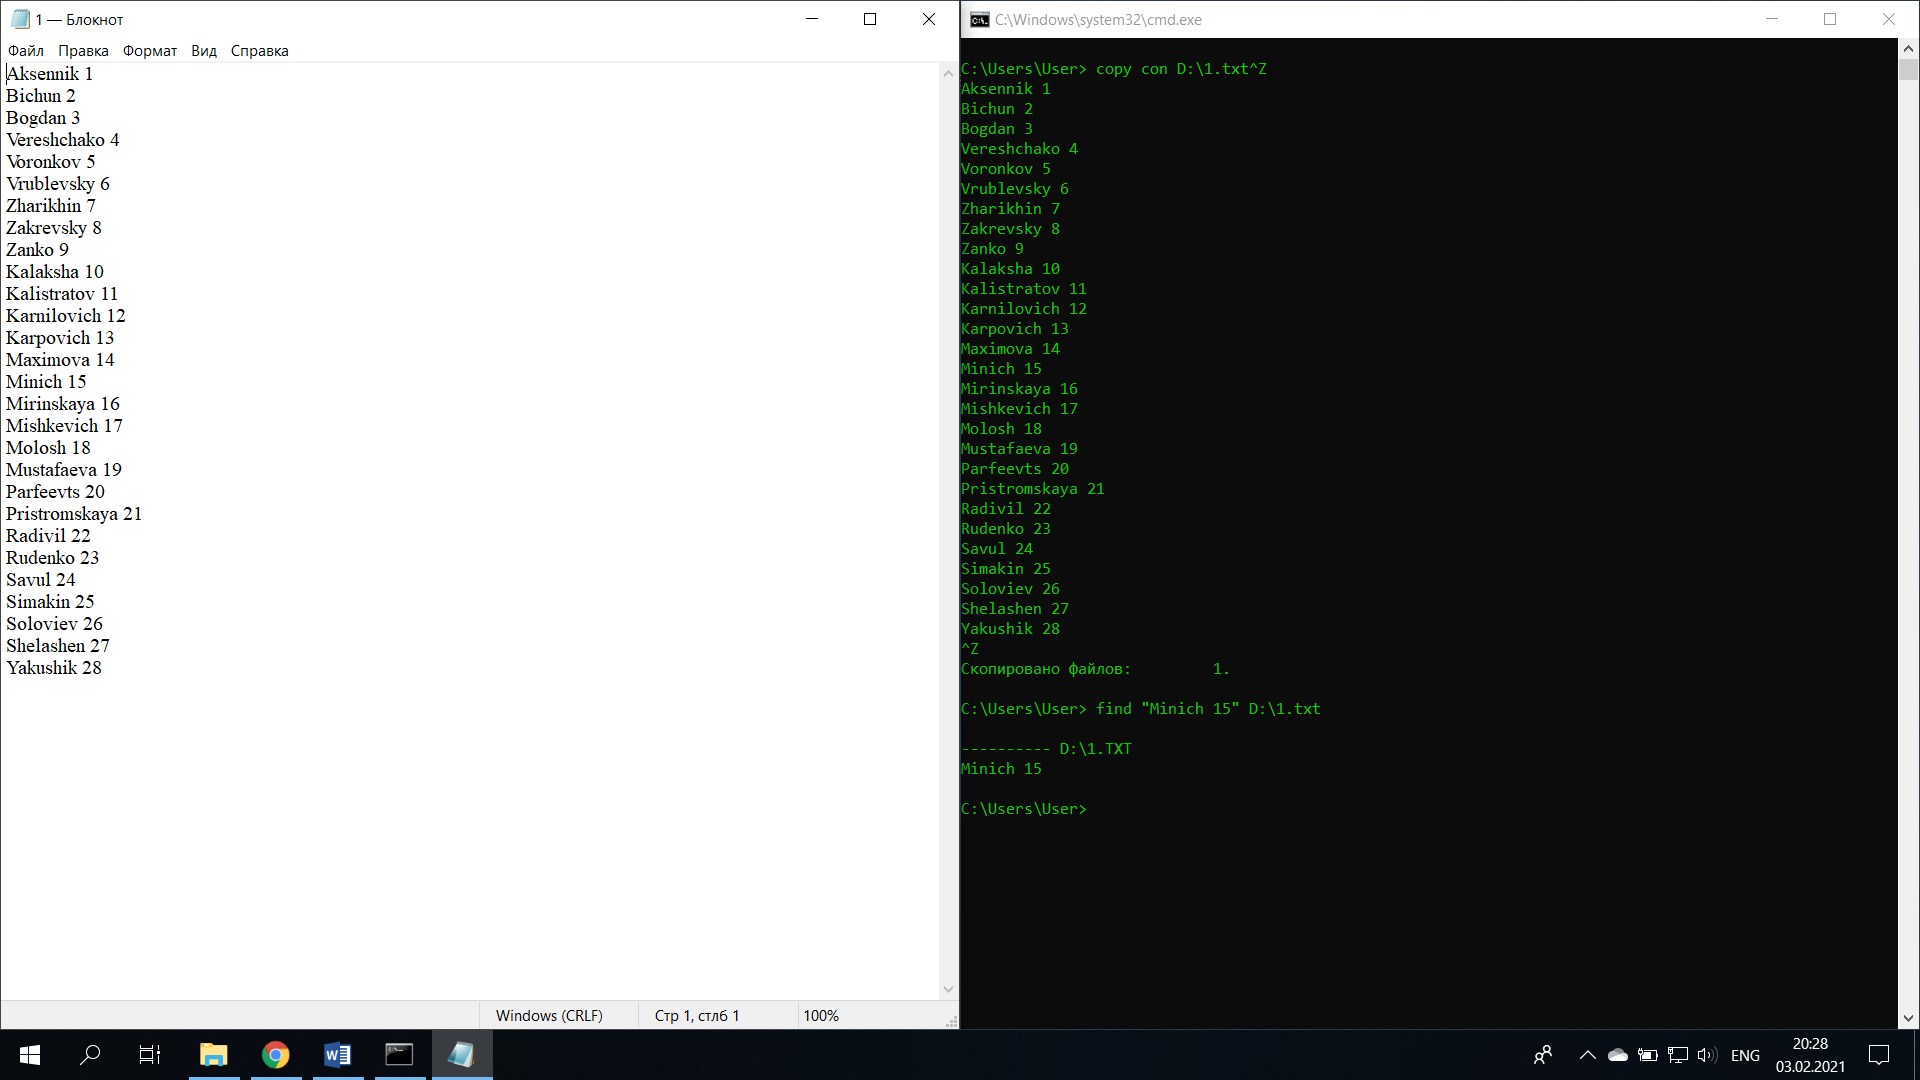 1 — Блокнот
Файл Правка Формат Вид Справка
Aksennik 1
Bichun 2
Bogdan 3
Vereshchako 4
Voronkov 5
Vrublevsky 6
Zharikhin 7
Zakrevsky 8
Zanko 9
Kalaksha 10
Kalistratov 11
Karnilovich 12
Karpovich 13
Maximova 14
Minich 15
Mirinskaya 16
Mishkevich 17
Molosh 18
Mustafaeva 19
Parfeevts 20
Pristromskaya 21
Radivil 22
Rudenko 23
Savul 24
Simakin 25
Soloviev 26
Shelashen 27
Yakushik 28
Windows (CRLF) Стр 1, стлб 1 100%
C:\Windows\system32\cmd.exe
C:\Users\User> copy con D:\1.txt^Z
Aksennik 1
Bichun 2
Bogdan 3
Vereshchako 4
Voronkov 5
Vrublevsky 6
Zharikhin 7
Zakrevsky 8
Zanko 9
Kalaksha 10
Kalistratov 11
Karnilovich 12
Karpovich 13
Maximova 14
Minich 15
Mirinskaya 16
Mishkevich 17
Molosh 18
Mustafaeva 19
Parfeevts 20
Pristromskaya 21
Radivil 22
Rudenko 23
Savul 24
Simakin 25
Soloviev 26
Shelashen 27
Yakushik 28
^Z
Скопировано файлов:         1.
C:\Users\User> find "Minich 15" D:\1.txt
---------- D:\1.TXT
Minich 15
C:\Users\User>
ENG
20:28
03.02.2021